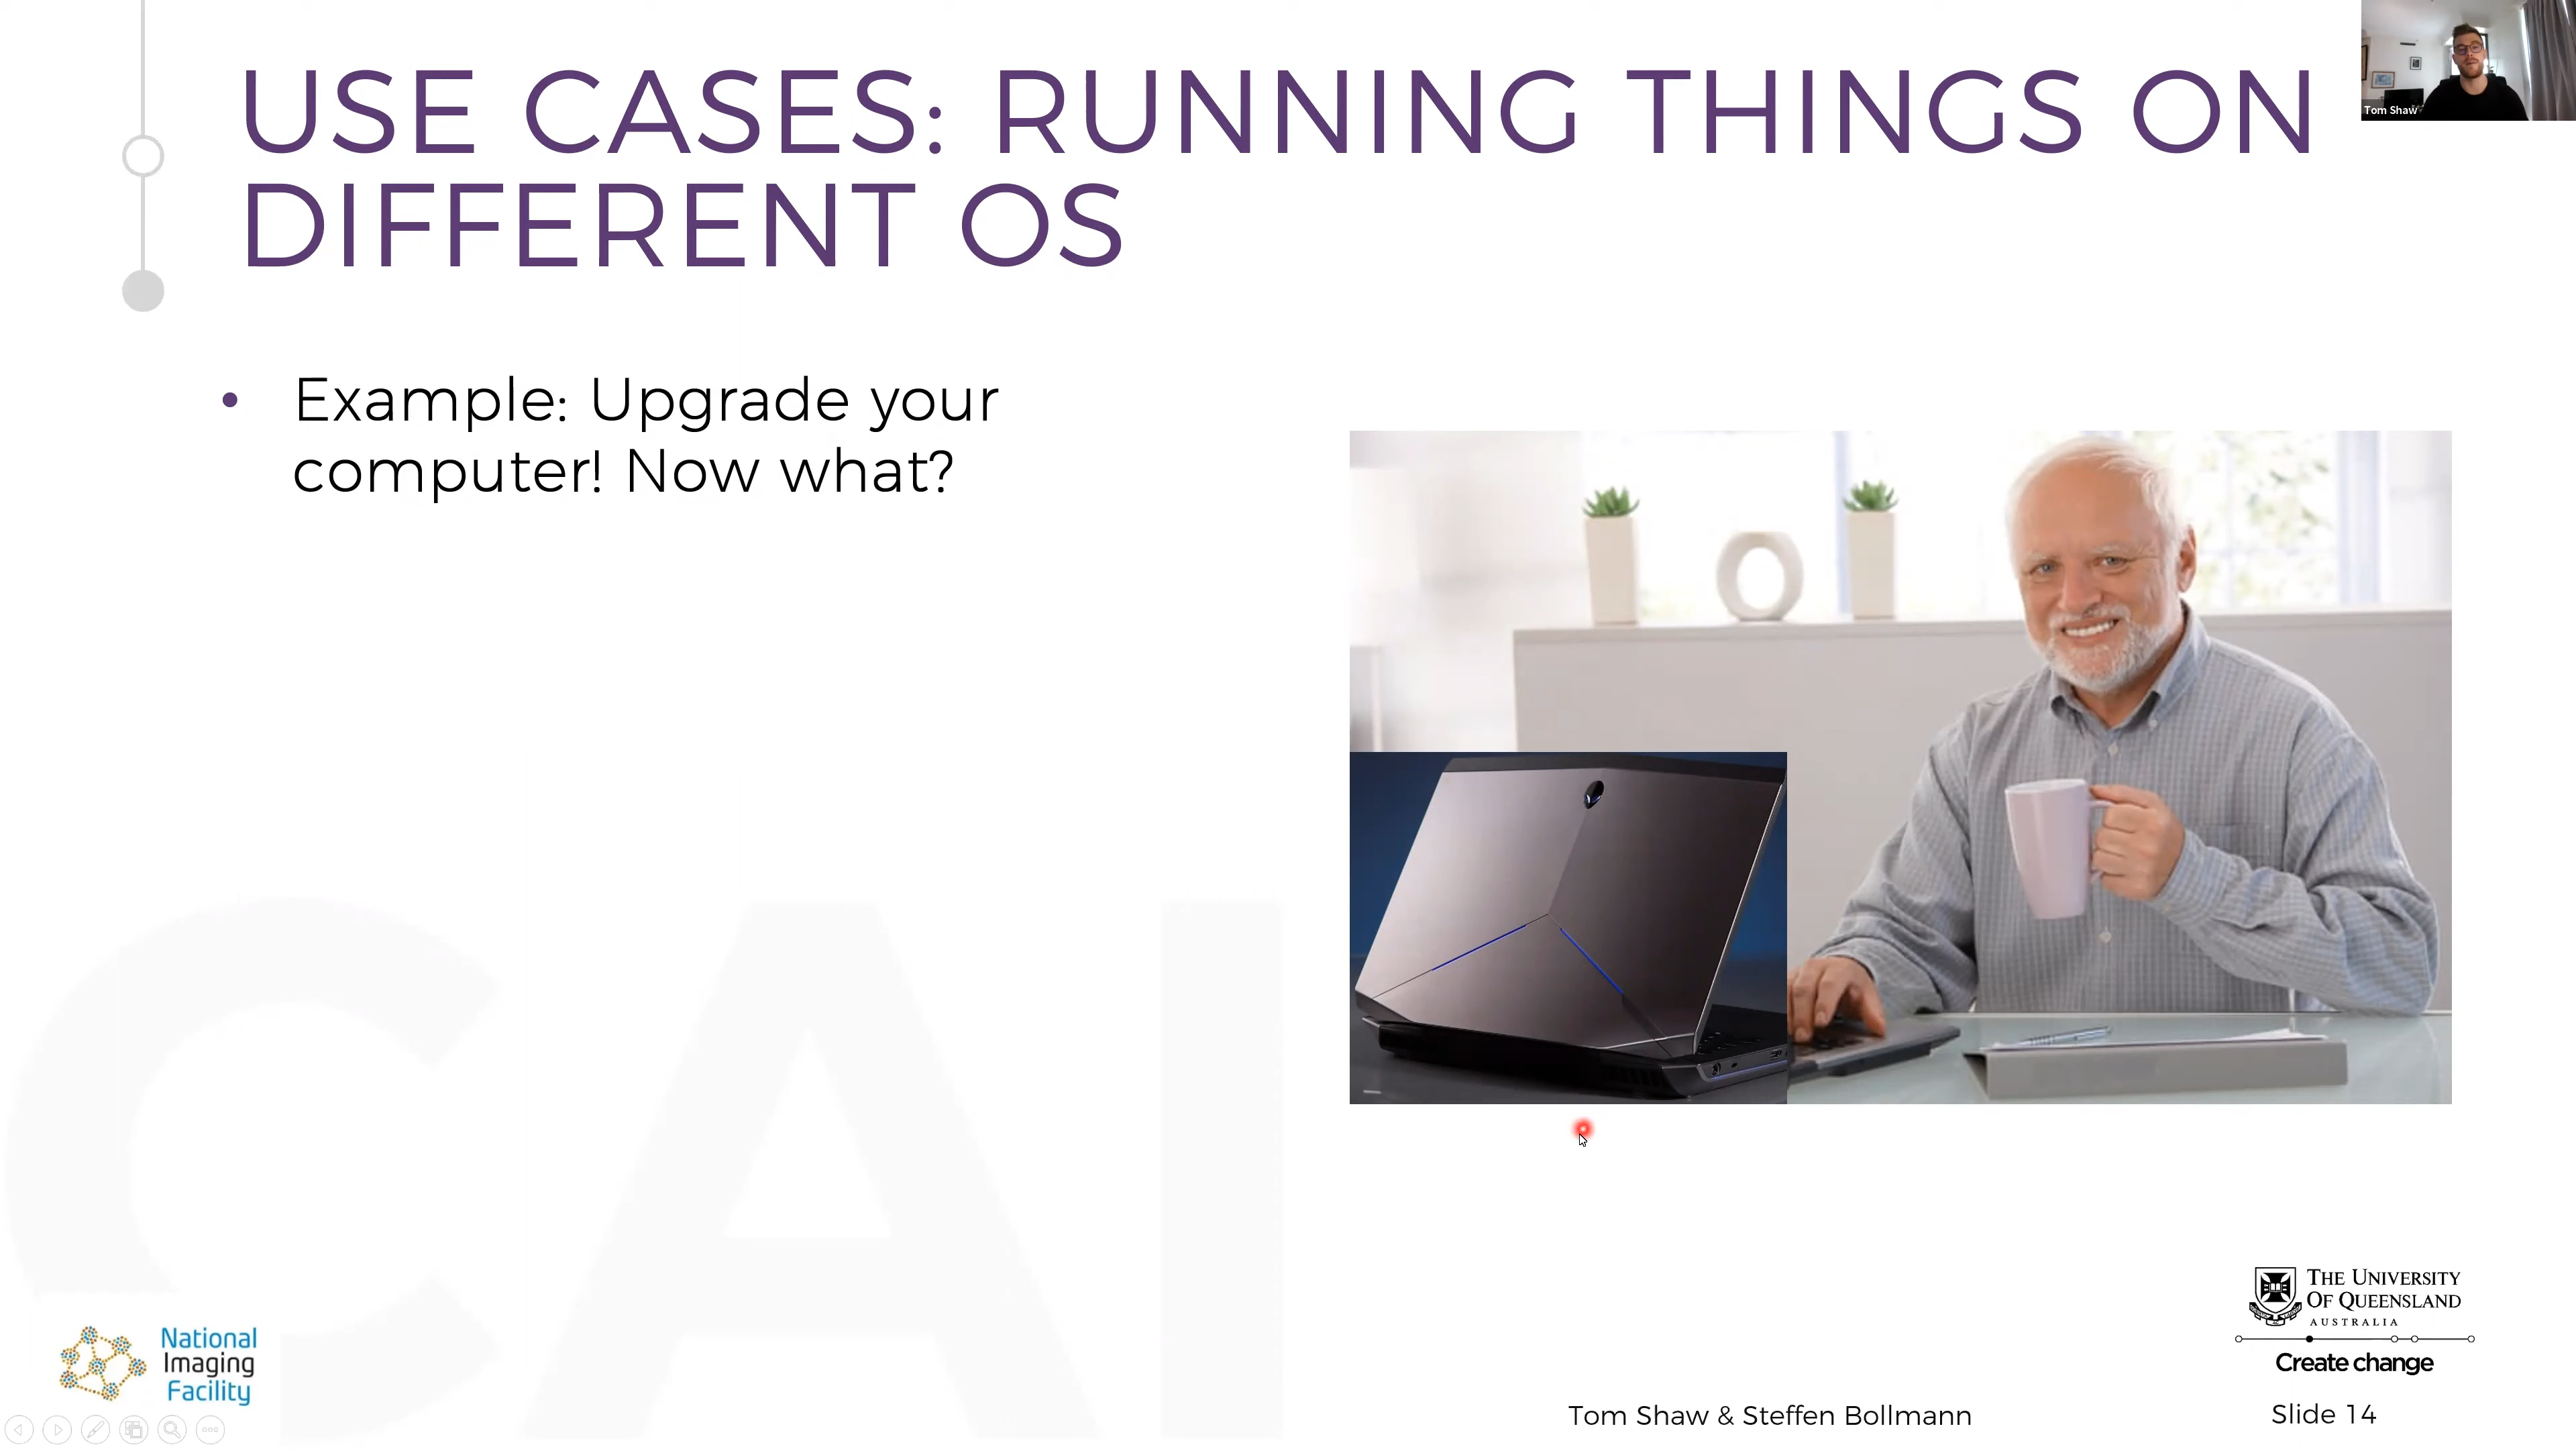 USE CASES: RUNNING THINGS ON
DIFFERENT OS
Tom Shaw
• Example: Upgrade your
computer! Now what?
CAI
National
Imaging
Facility
THE UNIVERSITY
OF QUEENSLAND
AUSTRALIA
Create change
Tom Shaw & Steffen Bollmann
Slide 14